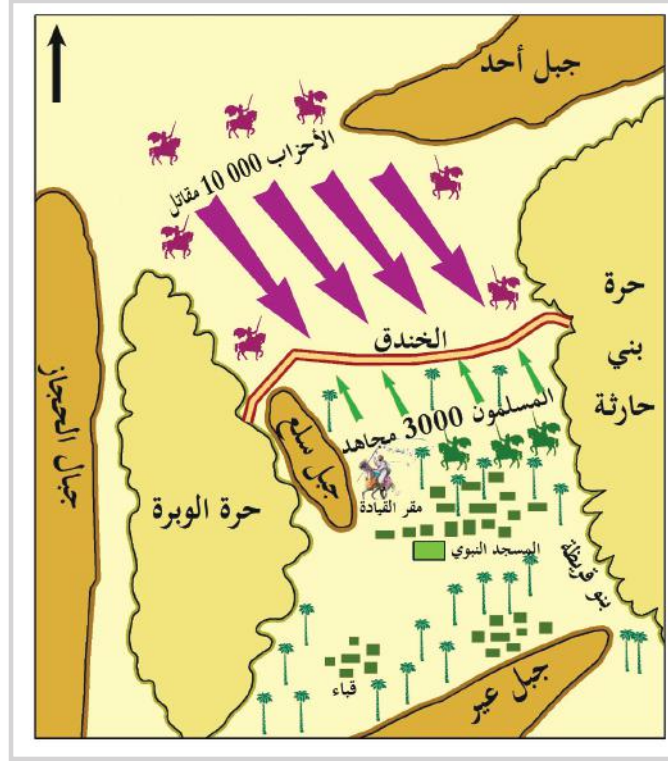 جبل أحد
الأحزاب 000 10 مقاتل
حرة
بني
حارثة
الخندق
جبال الحجاز
المسلمون 3000 مجاهد
جبل سلع
حرة الوبرة
مقر القيادة
المسجد النبوي
بنو قريظة
قباء
جبل عير